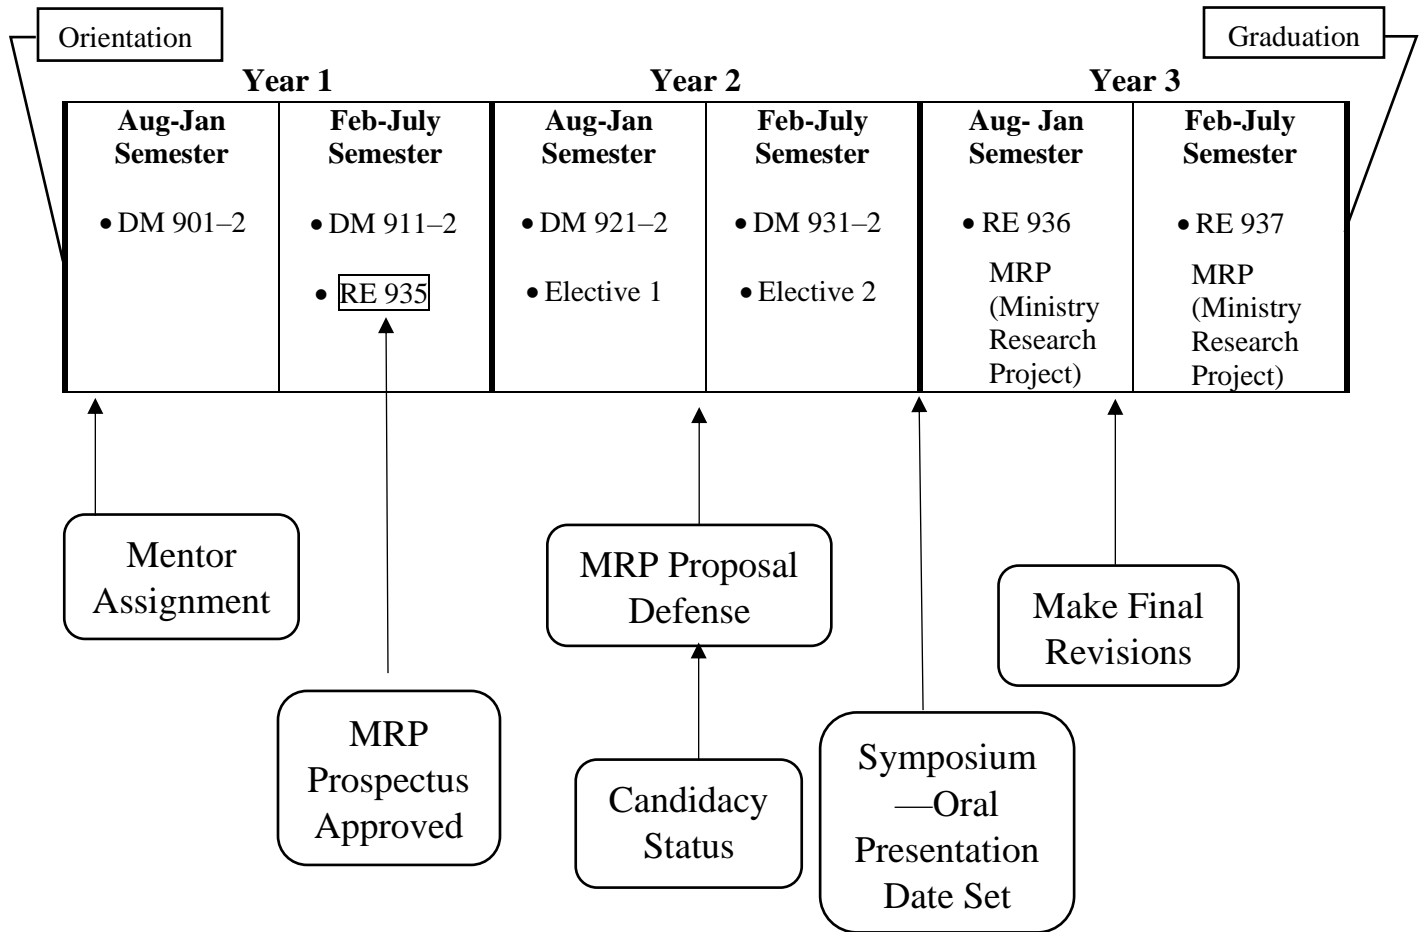 Orientation
Graduation
Year 1
Year 2
Year 3
Aug-Jan
Semester
• DM 901–2
Feb-July
Semester
• DM 911–2
• RE 935
Aug-Jan
Semester
• DM 921–2
• Elective 1
Feb-July
Semester
• DM 931–2
• Elective 2
Aug- Jan
Semester
• RE 936
MRP
(Ministry
Research
Project)
Feb-July
Semester
• RE 937
MRP
(Ministry
Research
Project)
Mentor
Assignment
MRP
Prospectus
Approved
MRP Proposal
Defense
Candidacy
Status
Symposium
—Oral
Presentation
Date Set
Make Final
Revisions